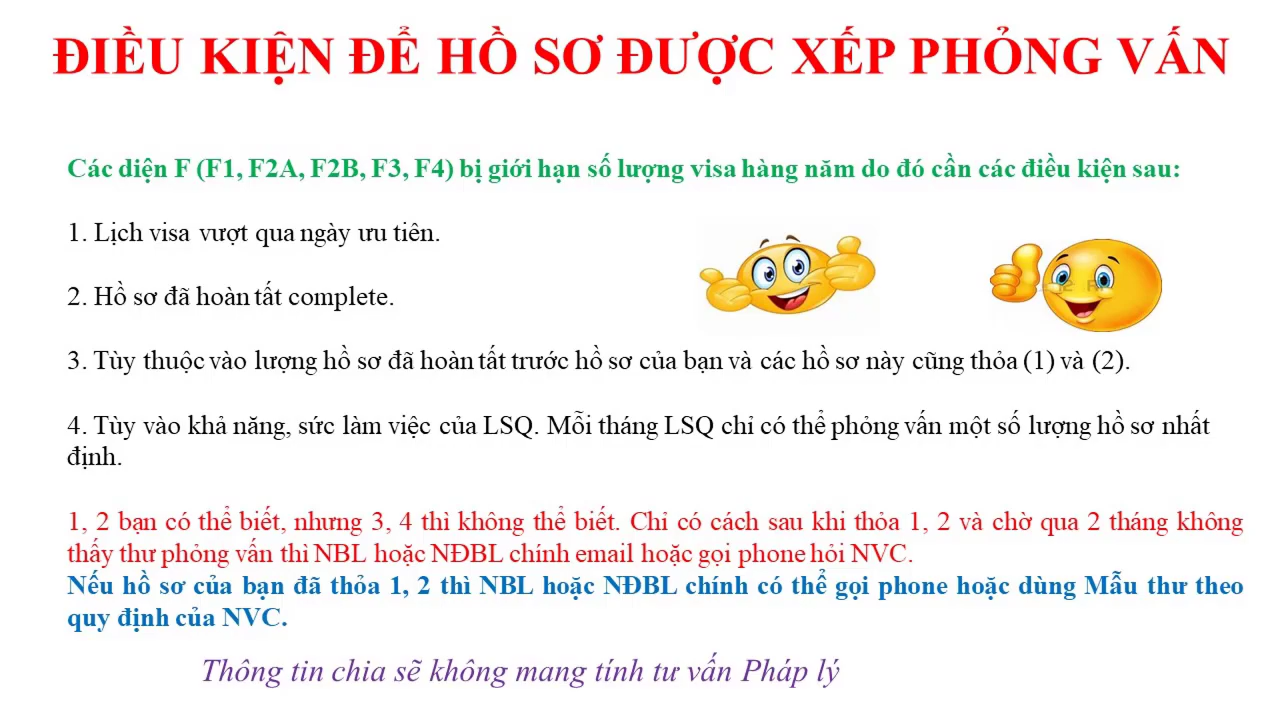 ĐIỀU KIỆN ĐỂ HỒ SƠ ĐƯỢC XẾP PHỎNG VẤN
Các diện F (F1, F2A, F2B, F3, F4) bị giới hạn số lượng visa hàng năm do đó cần các điều kiện sau:
1. Lịch visa vượt qua ngày ưu tiên.
2. Hồ sơ đã hoàn tất complete.
3. Tùy thuộc vào lượng hồ sơ đã hoàn tất trước hồ sơ của bạn và các hồ sơ này cũng thỏa (1) và (2).
4. Tùy vào khả năng, sức làm việc của LSQ. Mỗi tháng LSQ chỉ có thể phỏng vấn một số lượng hồ sơ nhất
định.
1, 2 bạn có thể biết, nhưng 3, 4 thì không thể biết. Chỉ có cách sau khi thỏa 1, 2 và chờ qua 2 tháng không
thấy thư phỏng vấn thì NBL hoặc NĐBL chính email hoặc gọi phone hỏi NVC.
Nếu hồ sơ của bạn đã thỏa 1, 2 thì NBL hoặc NĐBL chính có thể gọi phone hoặc dùng Mẫu thư theo
quy định của NVC.
Thông tin chia sẽ không mang tính tư vấn Pháp lý